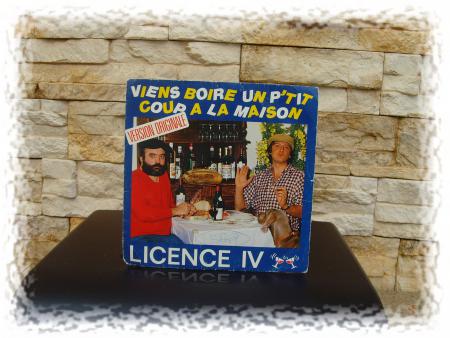 VIENS BOIRE UN P'TIT
COUP A LA MAISON
VERSION ORIGINALE
LICENCE IV